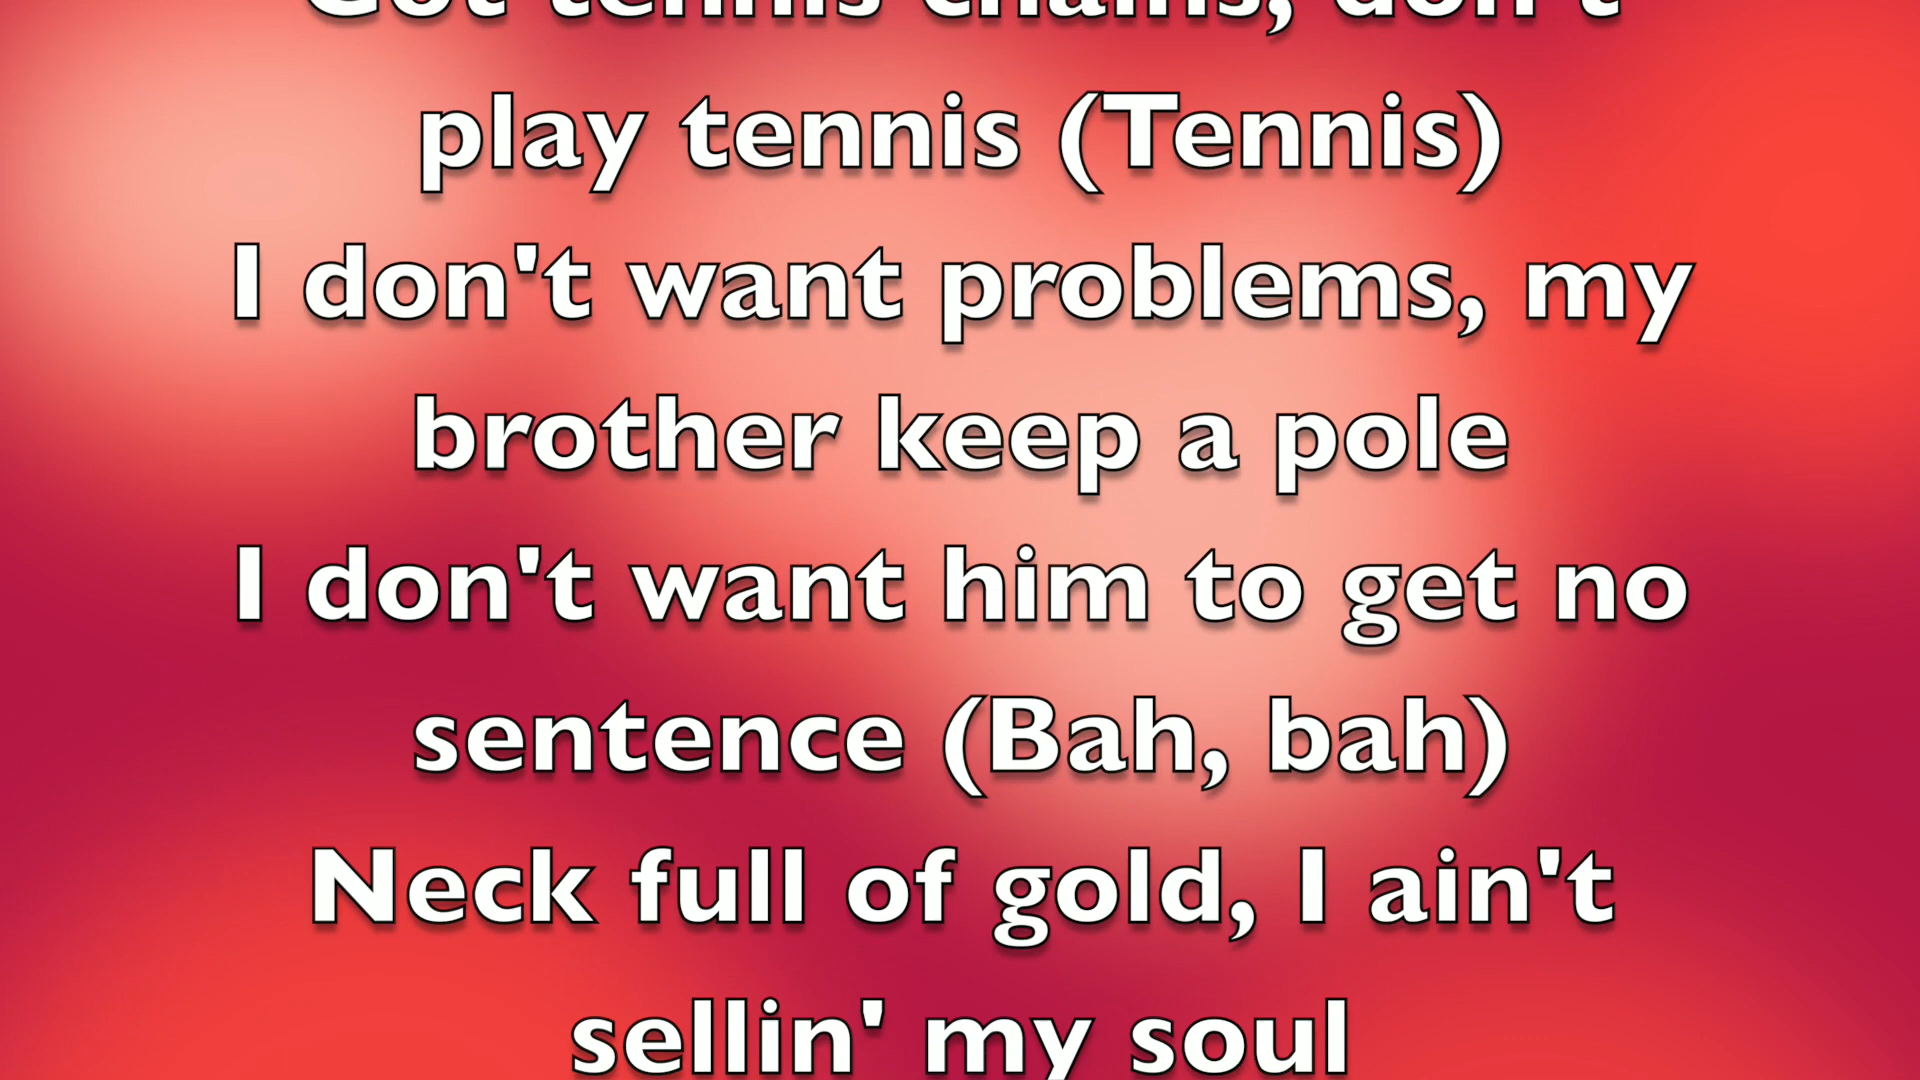 Got tennis chains, don't
play tennis (Tennis)
I don't want problems, my
brother keep a pole
I don't want him to get no
sentence (Bah, bah)
Neck full of gold, I ain't
sellin' my soul